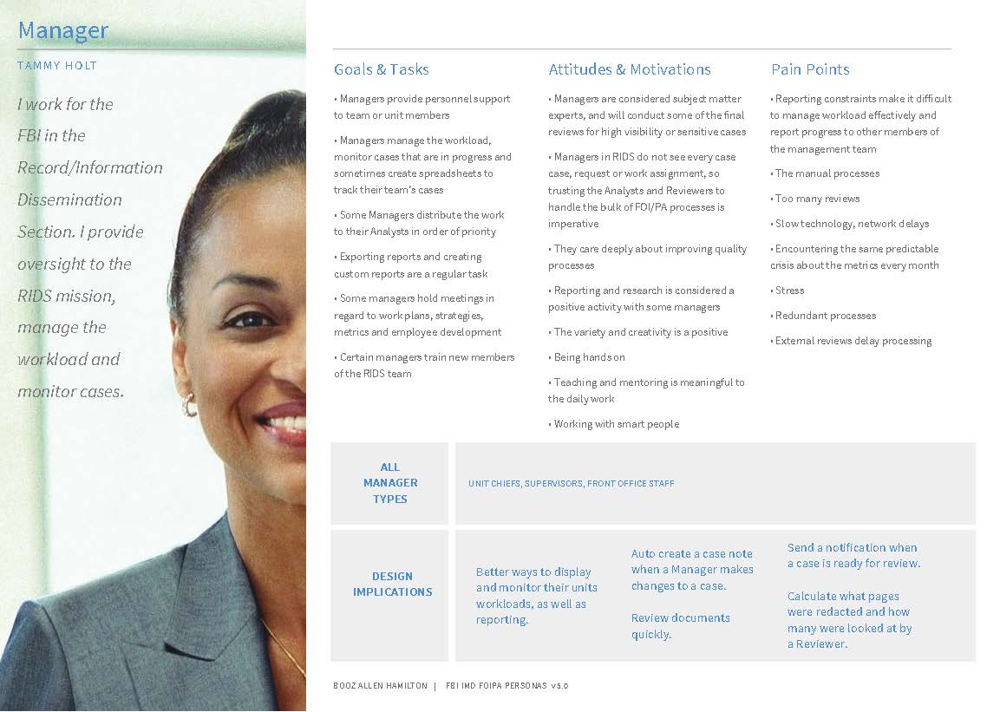 Manager
TAMMY HOLT
I work for the
FBI in the
Record/Information
Dissemination
Section. I provide
oversight to the
RIDS mission,
manage the
workload and
monitor cases.
Goals & Tasks
• Managers provide personnel support
to team or unit members
• Managers manage the workload,
monitor cases that are in progress and
sometimes create spreadsheets to
track their team's cases
• Some Managers distribute the work
to their Analysts in order of priority
• Exporting reports and creating
custom reports are a regular task
• Some managers hold meetings in
regard to work plans, strategies,
metrics and employee development
• Certain managers train new members
of the RIDS team
Attitudes & Motivations
• Managers are considered subject matter
experts, and will conduct some of the final
reviews for high visibility or sensitive cases
• Managers in RIDS do not see every case
case, request or work assignment, so
trusting the Analysts and Reviewers to
handle the bulk of FOI/PA processes is
imperative
• They care deeply about improving quality
processes
• Reporting and research is considered a
positive activity with some managers
• The variety and creativity is a positive
• Being hands on
• Teaching and mentoring is meaningful to
the daily work
• Working with smart people
Pain Points
• Reporting constraints make it difficult
to manage workload effectively and
report progress to other members of
the management team
• The manual processes
• Too many reviews
• Slow technology, network delays
• Encountering the same predictable
crisis about the metrics every month
• Stress
• Redundant processes
• External reviews delay processing
ALL
MANAGER
TYPES
UNIT CHIEFS, SUPERVISORS, FRONT OFFICE STAFF
DESIGN
IMPLICATIONS
Better ways to display
and monitor their units
workloads, as well as
reporting.
Auto create a case note
when a Manager makes
changes to a case.
Review documents
quickly.
Send a notification when
a case is ready for review.
Calculate what pages
were redacted and how
many were looked at by
a Reviewer.
BOOZ ALLEN HAMILTON | FBI IMD FOIPA PERSONAS v5.0